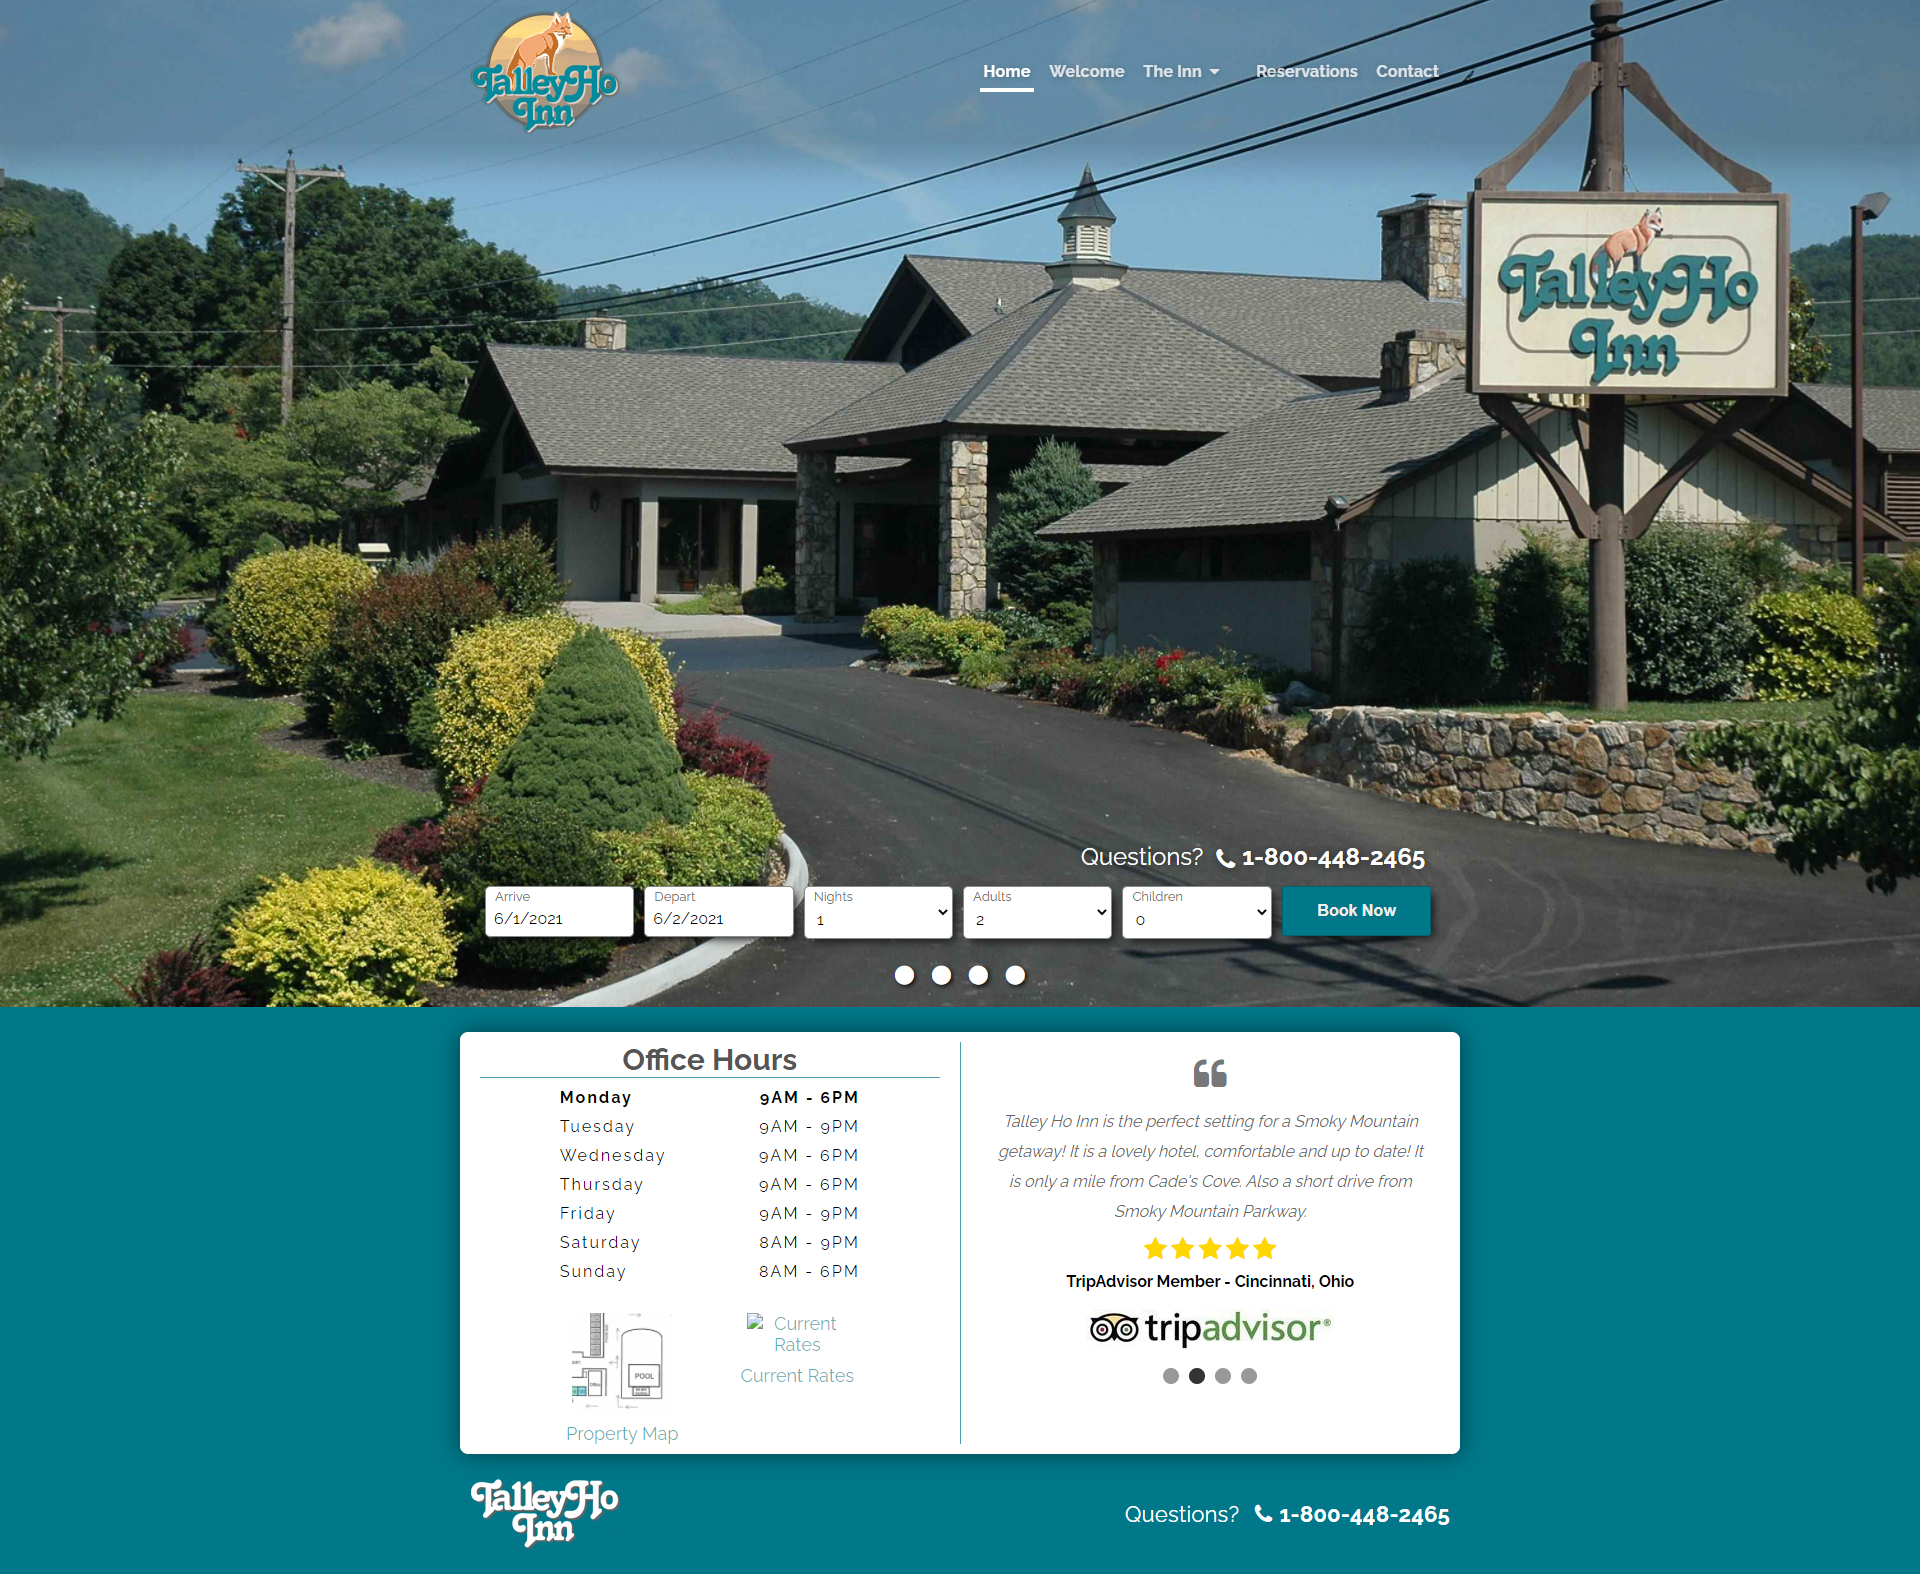 Talley Ho
Inn
Home Welcome The Inn Reservations Contact
Talley Ho
Inn
Questions? 1-800-448-2465
Arrive
6/1/2021
Depart
6/2/2021
Nights
1
Adults
2
Children
0
Book Now
Office Hours
Monday 9AM - 6PM
Tuesday 9AM - 9PM
Wednesday 9AM - 6PM
Thursday 9AM - 6PM
Friday 9AM - 9PM
Saturday 8AM - 9PM
Sunday 8AM - 6PM
POOL
Office
Property Map
Current
Rates
Current Rates
Talley Ho Inn is the perfect setting for a Smoky Mountain
getaway! It is a lovely hotel, comfortable and up to date! It
is only a mile from Cade's Cove. Also a short drive from
Smoky Mountain Parkway.
TripAdvisor Member - Cincinnati, Ohio
tripadvisor®
Talley Ho
Inn
Questions? 1-800-448-2465